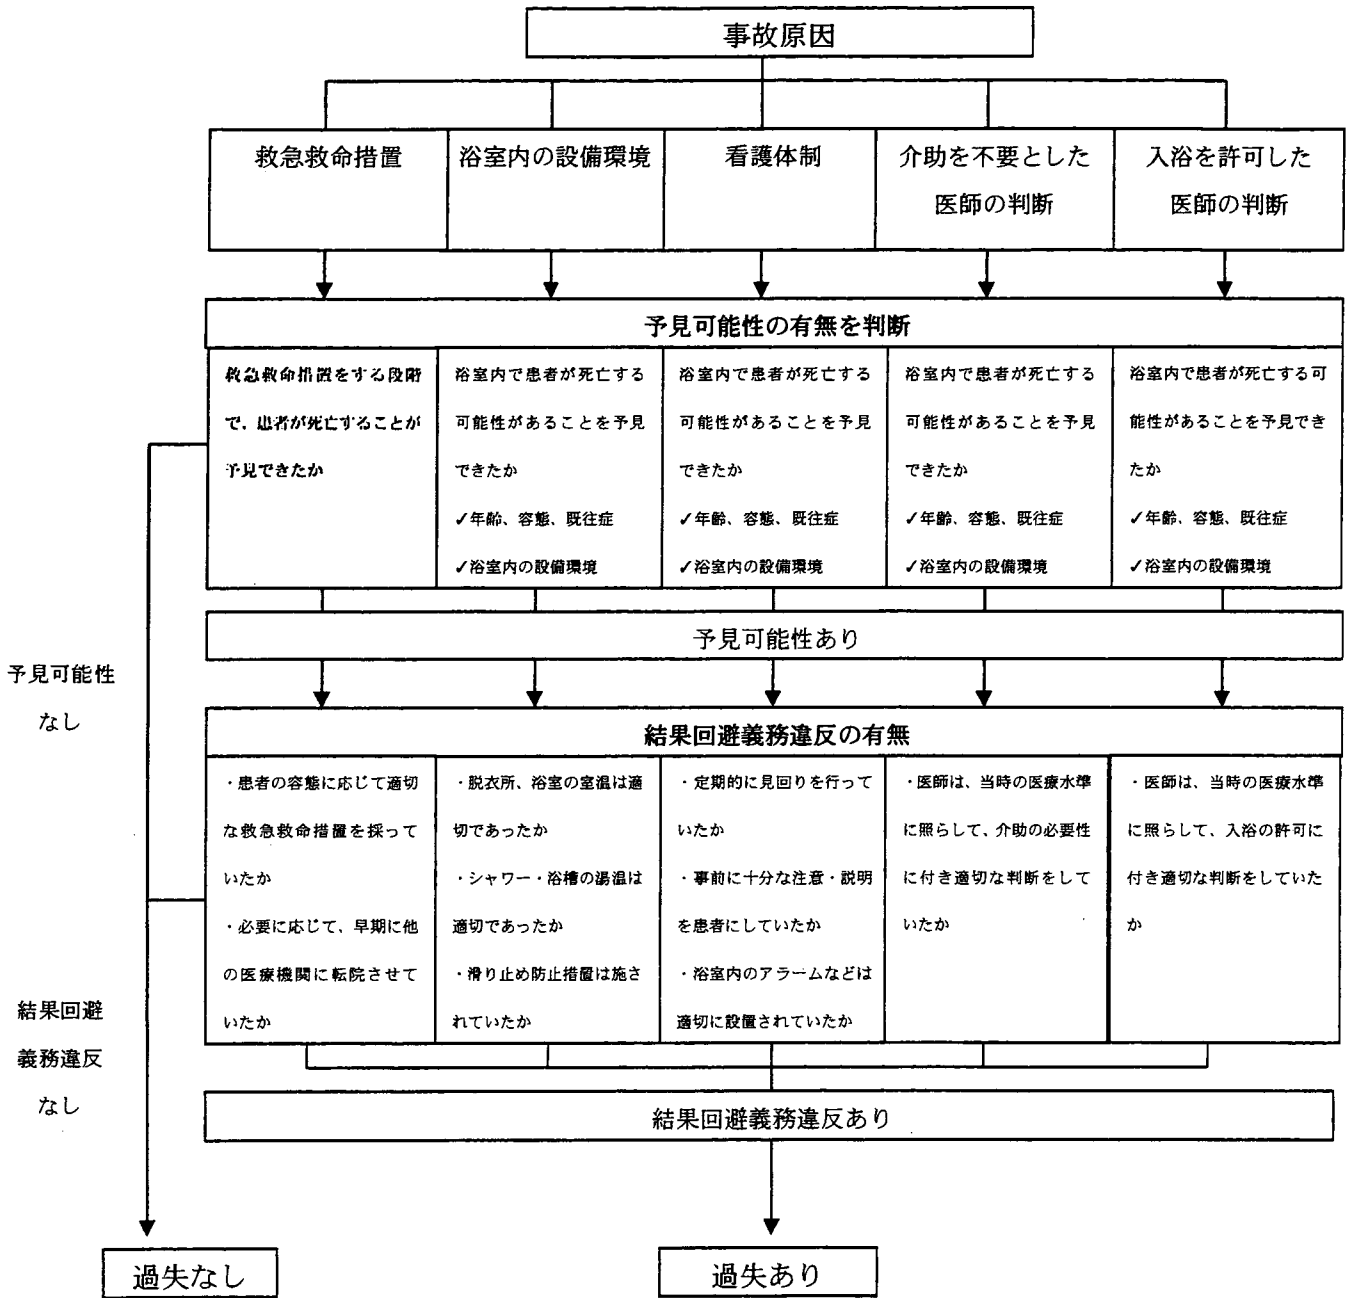 事故原因
救急救命措置
浴室内の設備環境
看護体制
介助を不要とした
医師の判断
入浴を許可した
医師の判断
予見可能性の有無を判断
救急救命措置をする段階
で、患者が死亡することが
予見できたか
浴室内で患者が死亡する
可能性があることを予見
できたか
✓年齢、容態、既往症
✓浴室内の設備環境
浴室内で患者が死亡する
可能性があることを予見
できたか
✓年齢、容態、既往症
✓浴室内の設備環境
浴室内で患者が死亡する
可能性があることを予見
できたか
✓年齢、容態、既往症
✓浴室内の設備環境
浴室内で患者が死亡する可
能性があることを予見でき
たか
✓年齢、容態、既往症
✓浴室内の設備環境
予見可能性あり
予見可能性
なし
結果回避義務違反の有無
・患者の容態に応じて適切
な救急救命措置を採って
いたか
・必要に応じて、早期に他
の医療機関に転院させて
いたか
・脱衣所、浴室の室温は適
切であったか
・シャワー・浴槽の湯温は
適切であったか
・滑り止め防止措置は施さ
れていたか
・定期的に見回りを行って
いたか
・事前に十分な注意・説明
を患者にしていたか
・浴室内のアラームなどは
適切に設置されていたか
・医師は、当時の医療水準
に照らして、介助の必要性
に付き適切な判断をして
いたか
・医師は、当時の医療水準
に照らして、入浴の許可に
付き適切な判断をしていた
か
結果回避
義務違反
なし
結果回避義務違反あり
過失なし
過失あり